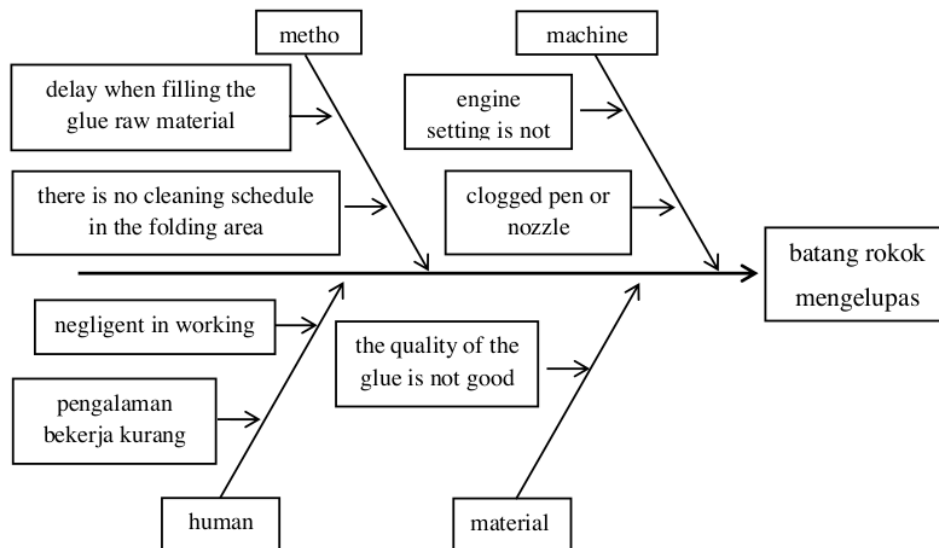 metho
machine
delay when filling the
glue raw material
engine
setting is not
there is no cleaning schedule
in the folding area
clogged pen or
nozzle
batang rokok
mengelupas
negligent in working
the quality of the
glue is not good
pengalaman
bekerja kurang
human
material